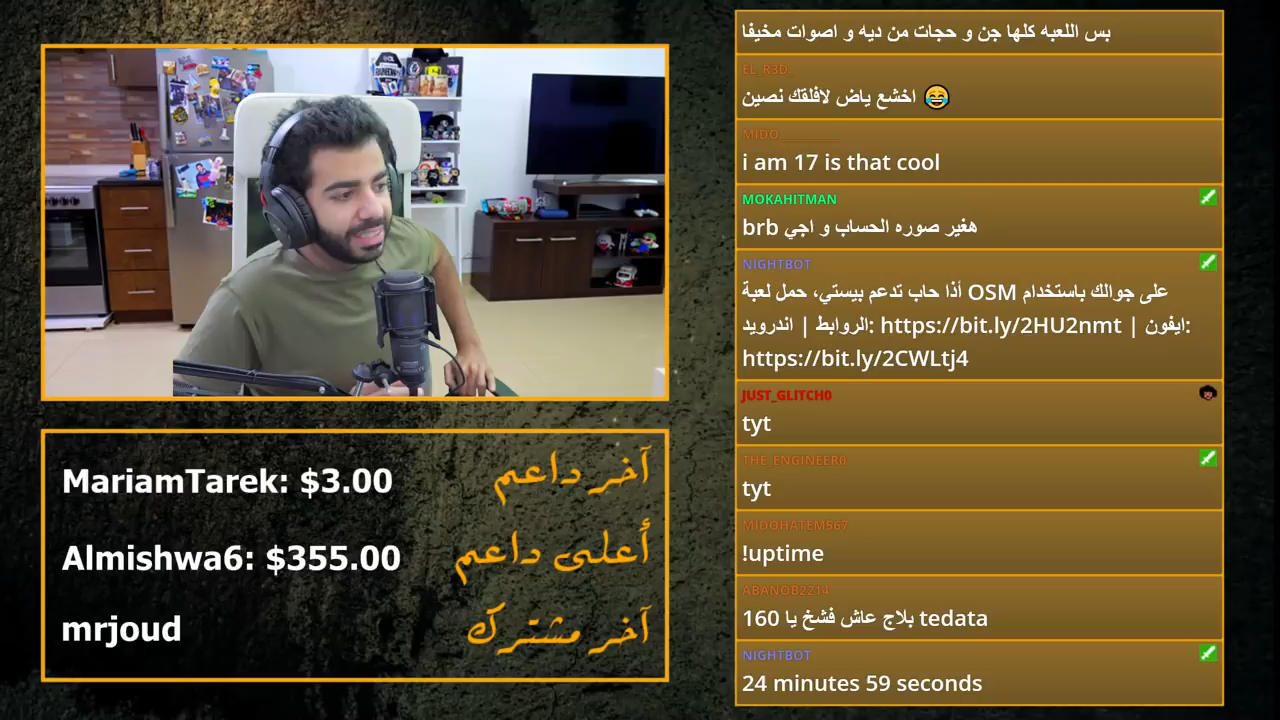 MariamTarek: $3.00
آخر داعم
Almishwa6: $355.00
أعلى داعم
mrjoud
آخر مشترك
بس اللعبه كلها جن و حجات من ديه و اصوات مخيفا
EL_R3D_
اخشع ياض لافلقك نصين 😂
MIDO_______
i am 17 is that cool
MOKAHITMAN
brb هغير صوره الحساب و اجي
NIGHTBOT
أذا حاب تدعم بيستي، حمل لعبة OSM على جوالك باستخدام
الروابط | اندرويد: https://bit.ly/2HU2nmt | ايفون:
https://bit.ly/2CWLtj4
JUST_GLITCH0
tyt
THE_ENGINEER0
tyt
MIDOHATEM567
!uptime
ABANOB2214
160 بلاج عاش فشخ يا tedata
NIGHTBOT
24 minutes 59 seconds